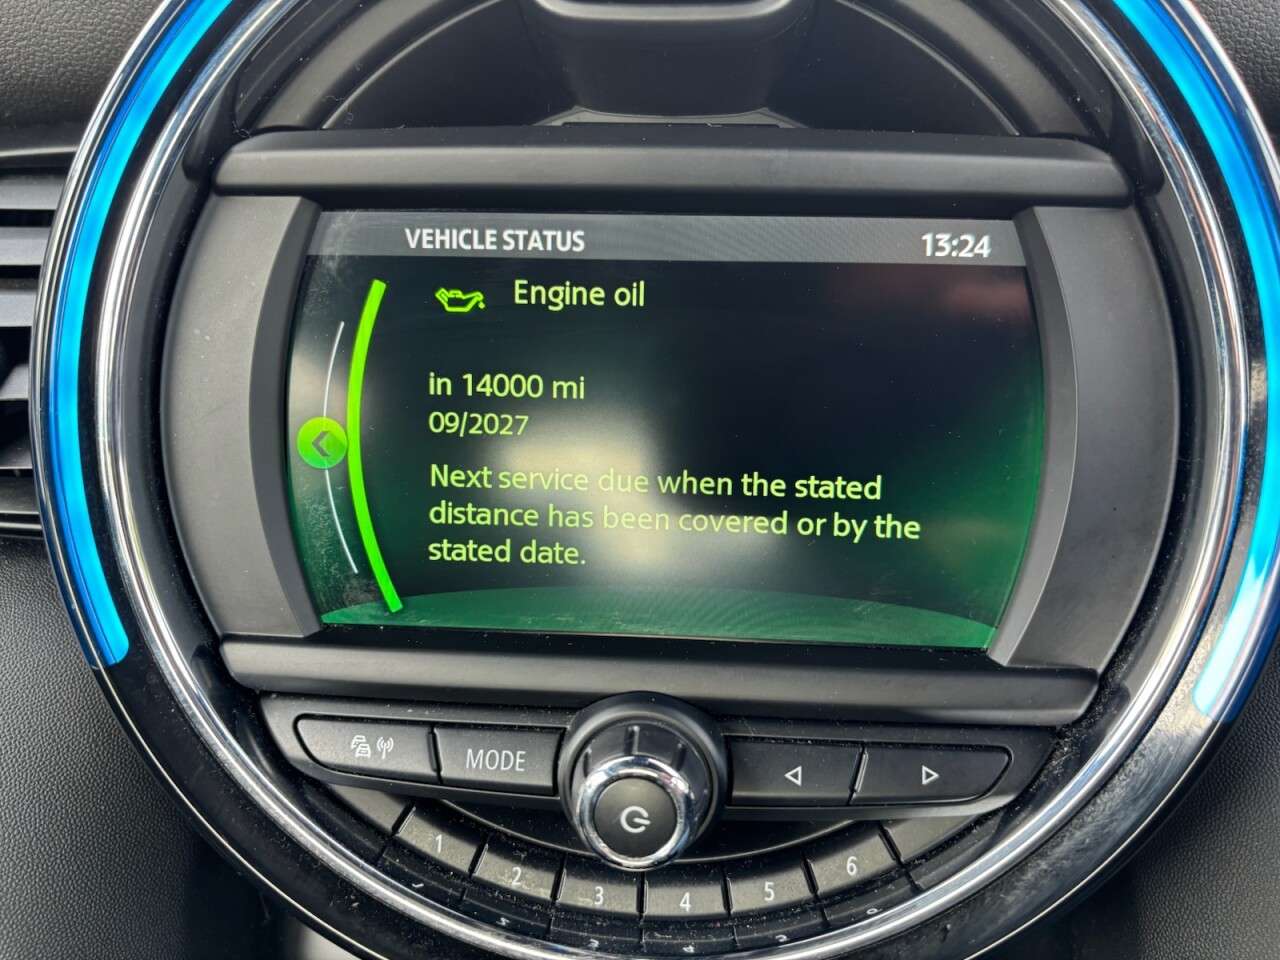 VEHICLE STATUS 13:24
Engine oil
in 14000 mi
09/2027
Next service due when the stated
distance has been covered or by the
stated date.
MODE
1 2 3 4 5 6